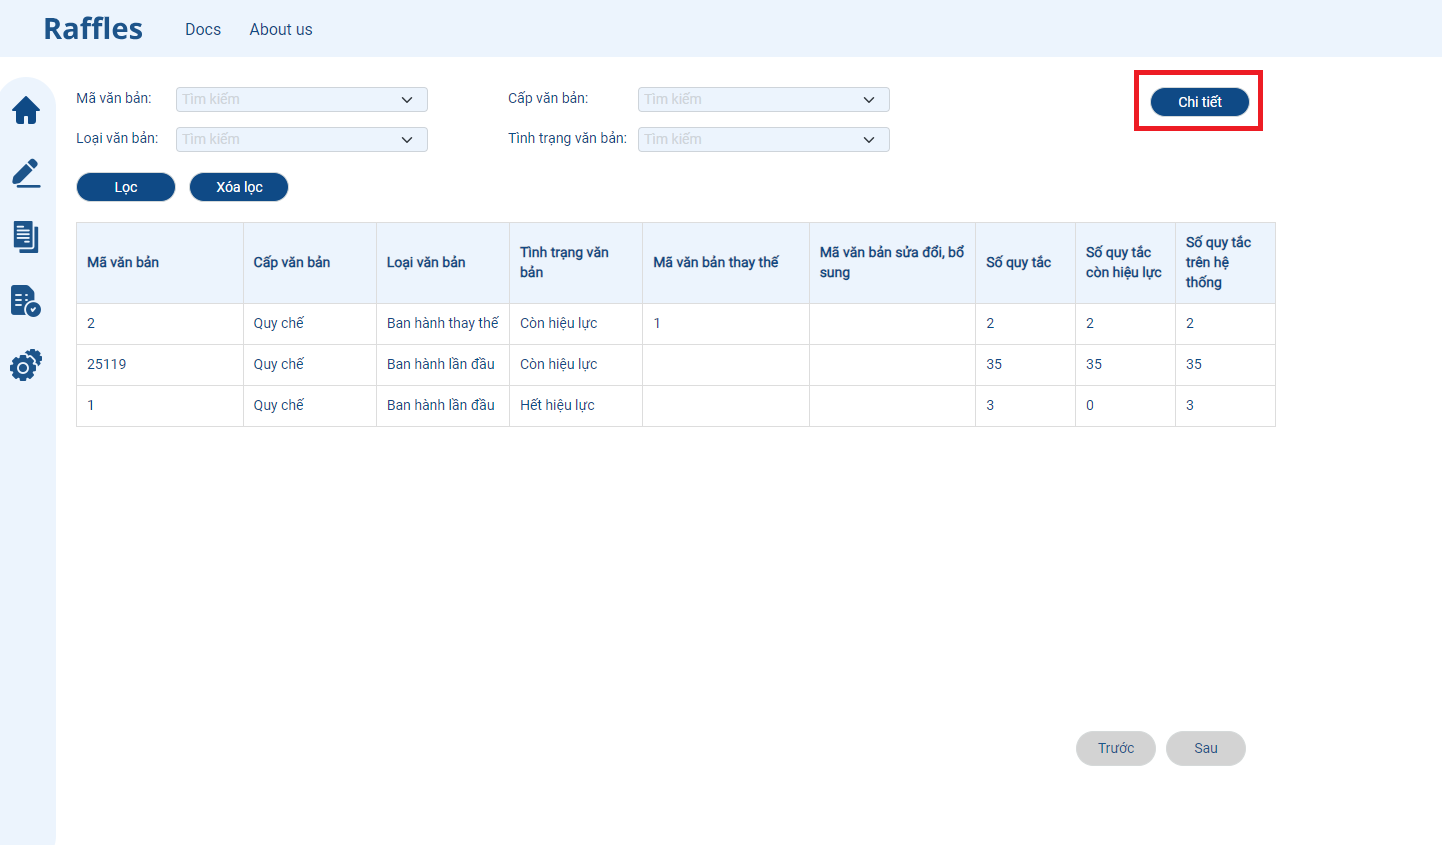 Raffles Docs About us
Mã văn bản: Tìm kiếm Cấp văn bản: Tìm kiếm Chi tiết
Loại văn bản: Tìm kiếm Tình trạng văn bản: Tìm kiếm
Lọc Xóa lọc
Mã văn bản Cấp văn bản Loại văn bản Tình trạng văn bản Mã văn bản thay thế Mã văn bản sửa đổi, bổ sung Số quy tắc Số quy tắc còn hiệu lực Số quy tắc trên hệ thống
2 Quy chế Ban hành thay thế Còn hiệu lực 1 2 2 2
25119 Quy chế Ban hành lần đầu Còn hiệu lực 35 35 35
1 Quy chế Ban hành lần đầu Hết hiệu lực 3 0 3
Trước Sau